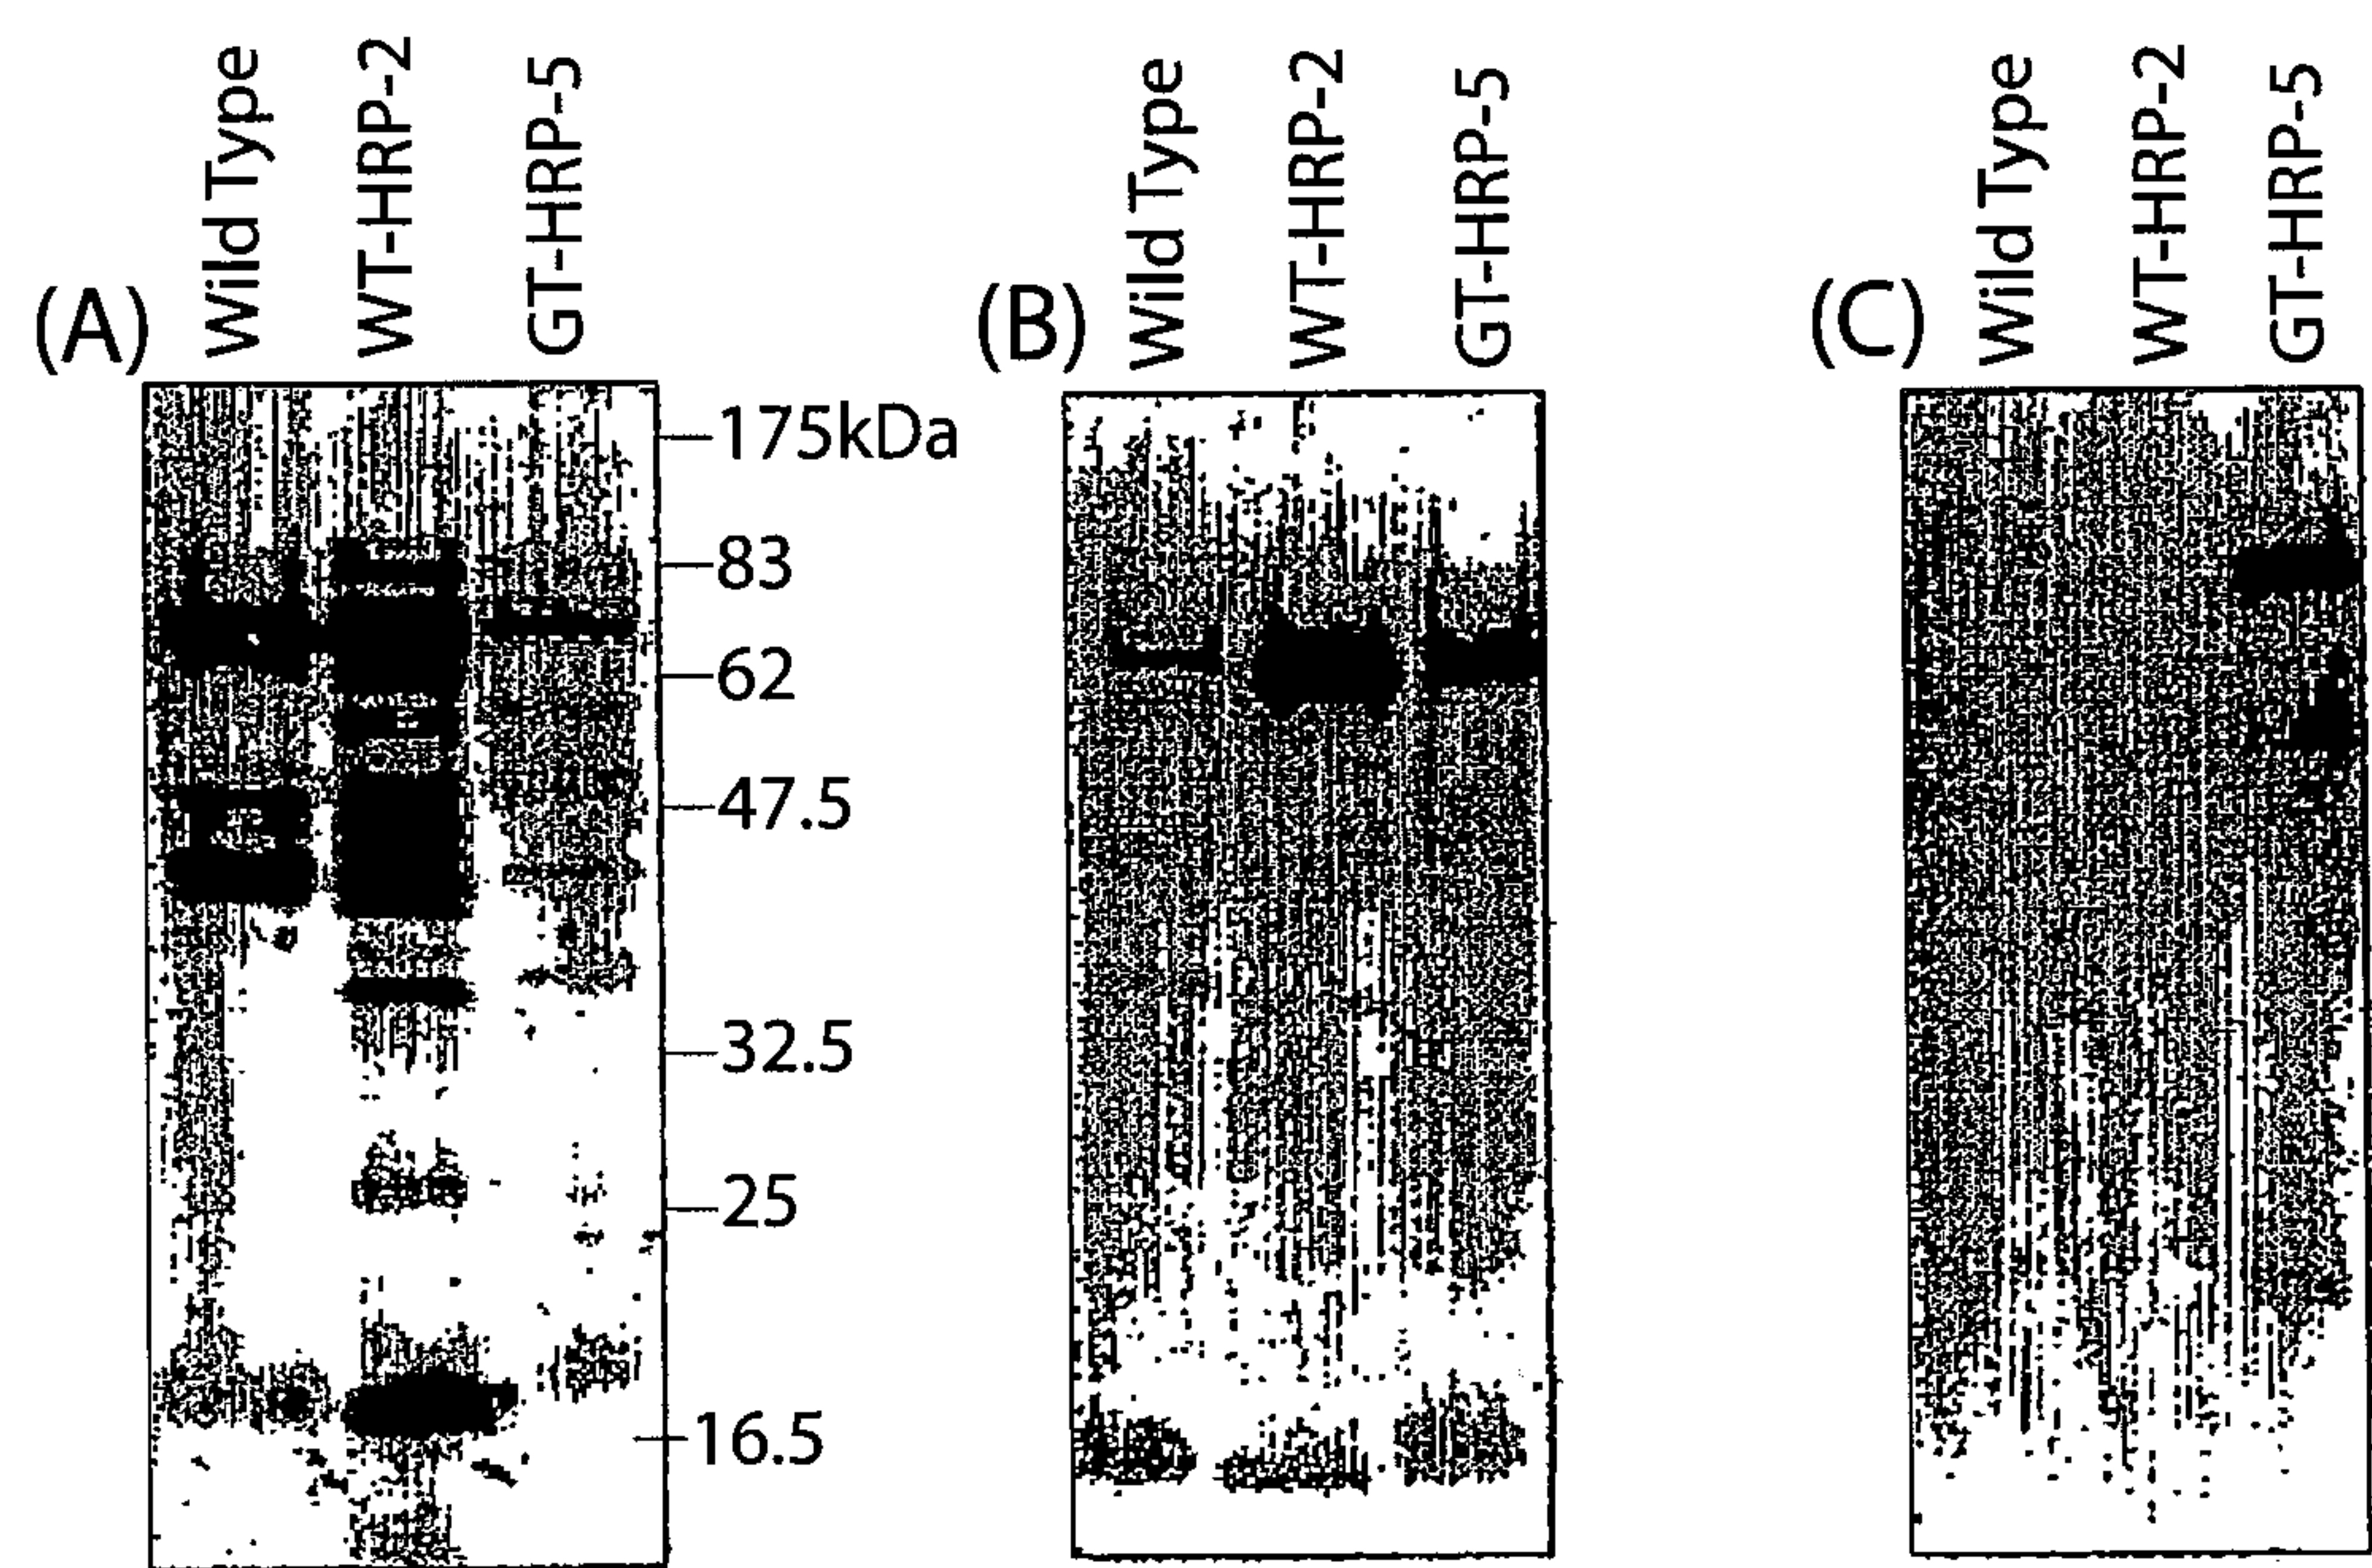 (A)
Wild Type
WT-HRP-2
GT-HRP-5
175kDa
83
62
47.5
32.5
25
16.5
(B)
Wild Type
WT-HRP-2
GT-HRP-5
(C)
Wild Type
WT-HRP-2
GT-HRP-5